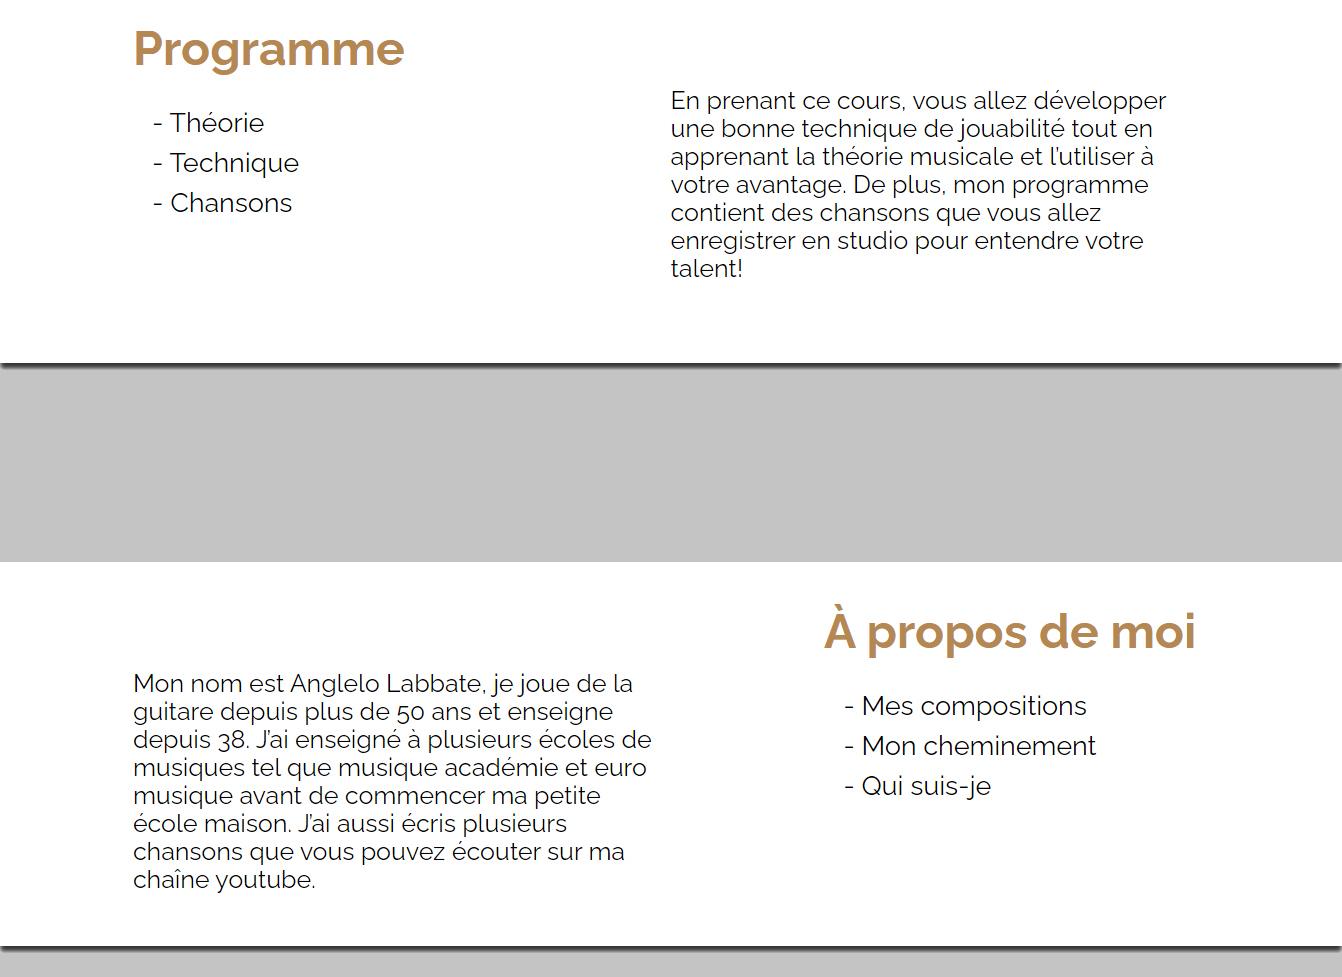 Programme
- Théorie
- Technique
- Chansons
En prenant ce cours, vous allez développer
une bonne technique de jouabilité tout en
apprenant la théorie musicale et l'utiliser à
votre avantage. De plus, mon programme
contient des chansons que vous allez
enregistrer en studio pour entendre votre
talent!
À propos de moi
- Mes compositions
- Mon cheminement
- Qui suis-je
Mon nom est Anglelo Labbate, je joue de la
guitare depuis plus de 50 ans et enseigne
depuis 38. J'ai enseigné à plusieurs écoles de
musiques tel que musique académie et euro
musique avant de commencer ma petite
école maison. J'ai aussi écris plusieurs
chansons que vous pouvez écouter sur ma
chaîne youtube.